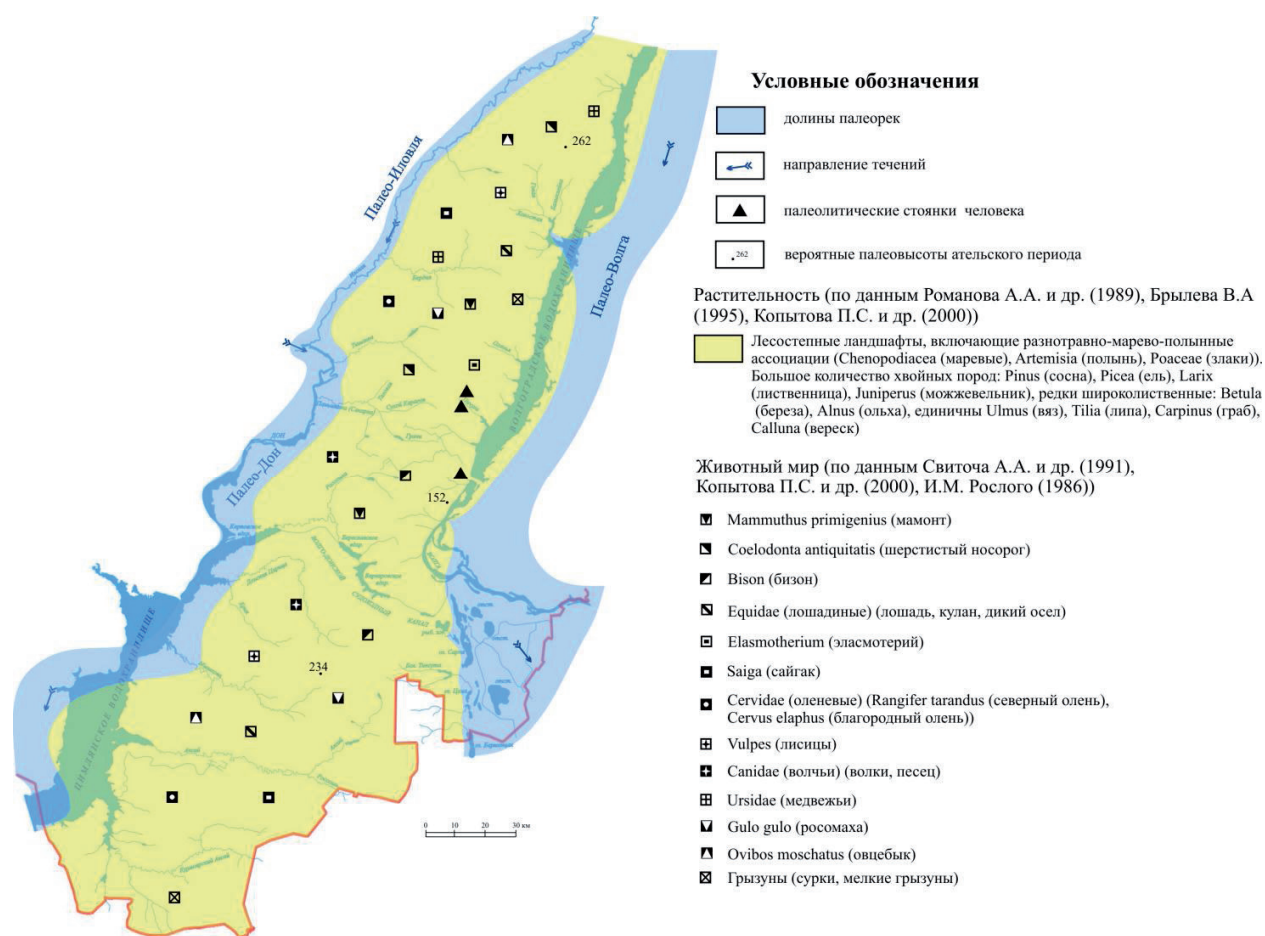 Условные обозначения
долины палеорек
направление течений
палеолитические стоянки человека
.262
вероятные палеовысоты ательского периода
Растительность (по данным Романова А.А. и др. (1989), Брылева В.А
(1995), Копытова П.С. и др. (2000))
Лесостепные ландшафты, включающие разнотравно-марево-полынные
ассоциации (Chenopodiacea (маревые), Artemisia (полынь), Poaceae (злаки)).
Большое количество хвойных пород: Pinus (сосна), Picea (ель), Larix
(лиственница), Juniperus (можжевельник), редки широколиственные: Betula
(береза), Alnus (ольха), единичны Ulmus (вяз), Tilia (липа), Carpinus (граб),
Calluna (вереск)
Животный мир (по данным Свиточа А.А. и др. (1991),
Копытова П.С. и др. (2000), И.М. Рослого (1986))
Mammuthus primigenius (мамонт)
Coelodonta antiquitatis (шерстистый носорог)
Bison (бизон)
Equidae (лошадиные) (лошадь, кулан, дикий осел)
Elasmotherium (эласмотерий)
Saiga (сайгак)
Cervidae (оленевые) (Rangifer tarandus (северный олень),
Cervus elaphus (благородный олень))
Vulpes (лисицы)
Canidae (волчьи) (волки, песец)
Ursidae (медвежьи)
Gulo gulo (росомаха)
Ovibos moschatus (овцебык)
Грызуны (сурки, мелкие грызуны)
Палео-Иловля
Палео-Волга
Палео-Дон
ВОЛГОГРАДСКОЕ ВОДОХРАНИЛИЩЕ
ЦИМЛЯНСКОЕ ВОДОХРАНИЛИЩЕ
ДОН
262
152
234
0 10 20 30 км